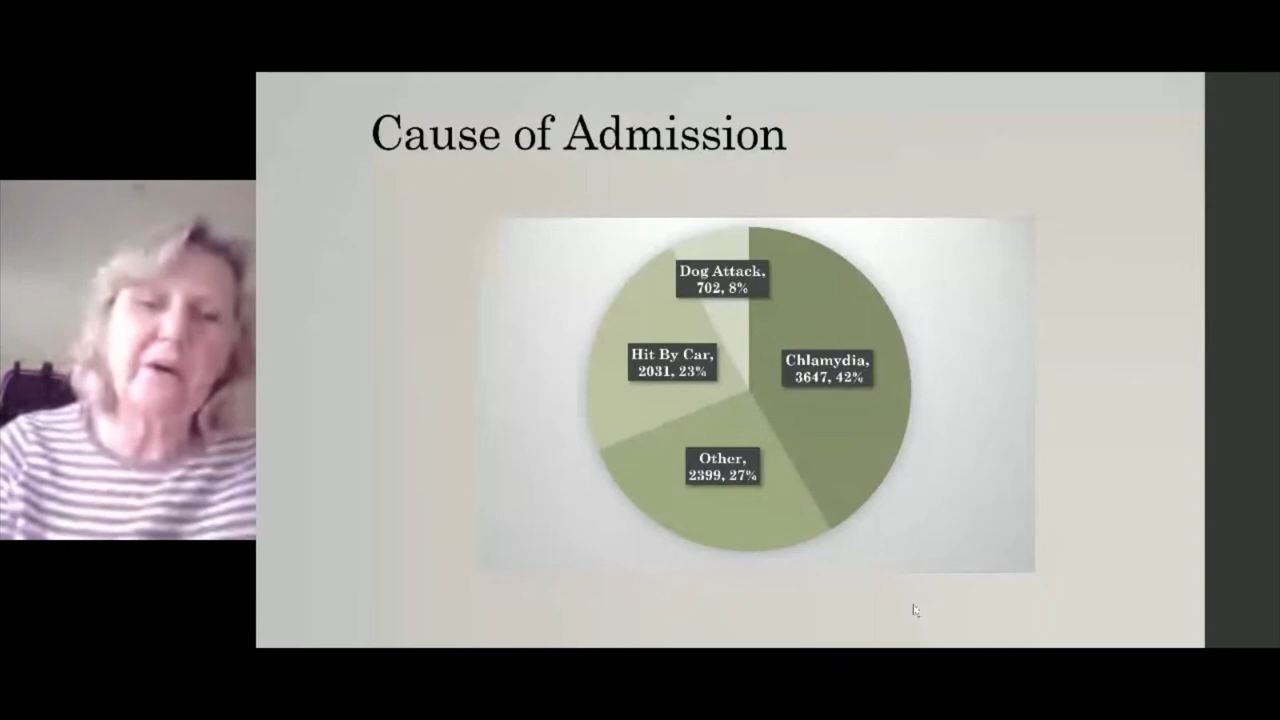 Cause of Admission
Dog Attack,
702, 8%
Hit By Car,
2031, 23%
Chlamydia,
3647, 42%
Other,
2399, 27%